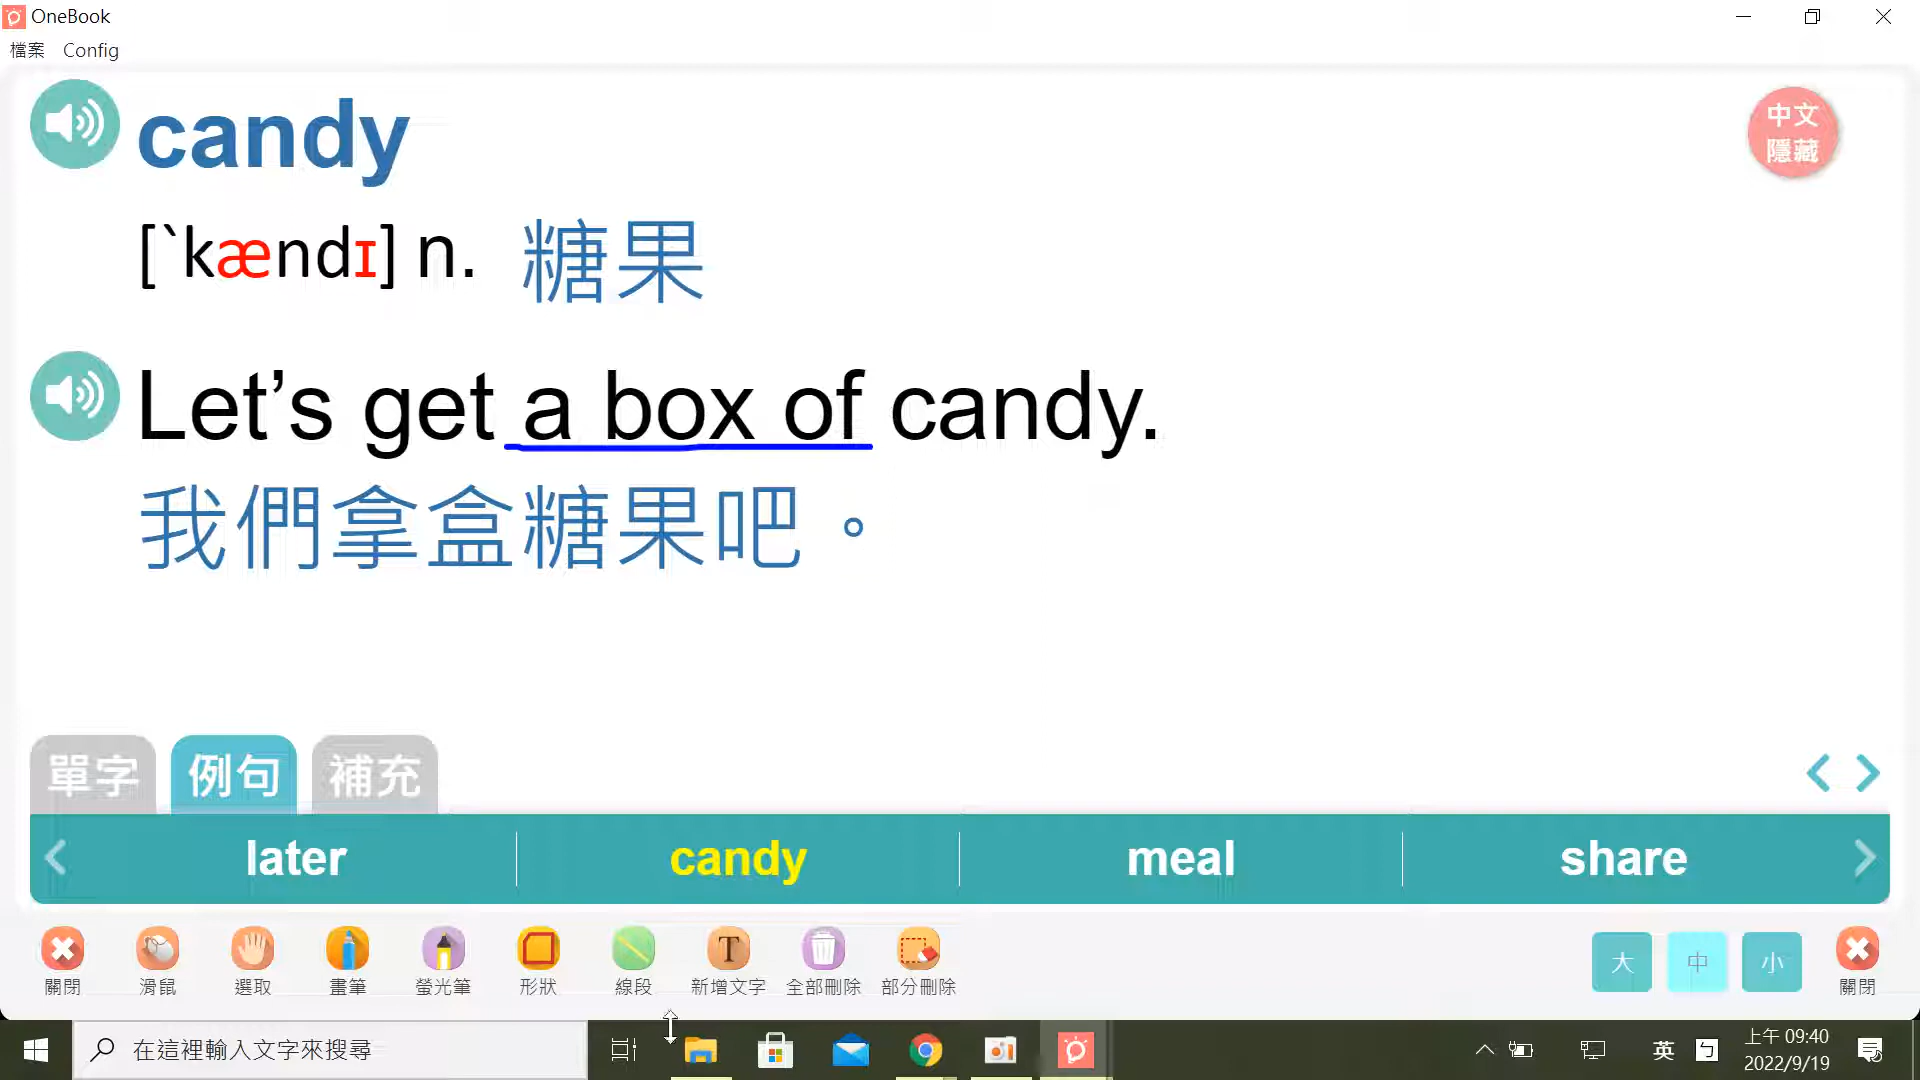 OneBook
檔案 Config
candy
中文
隱藏
[ˋkændɪ] n. 糖果
Let’s get a box of candy.
我們拿盒糖果吧。
單字 例句 補充
later candy meal share
關閉 滑鼠 選取 畫筆 螢光筆 形狀 線段 新增文字 全部刪除 部分刪除 大 中 小 關閉
在這裡輸入文字來搜尋
英 ㄅ
上午 09:40
2022/9/19